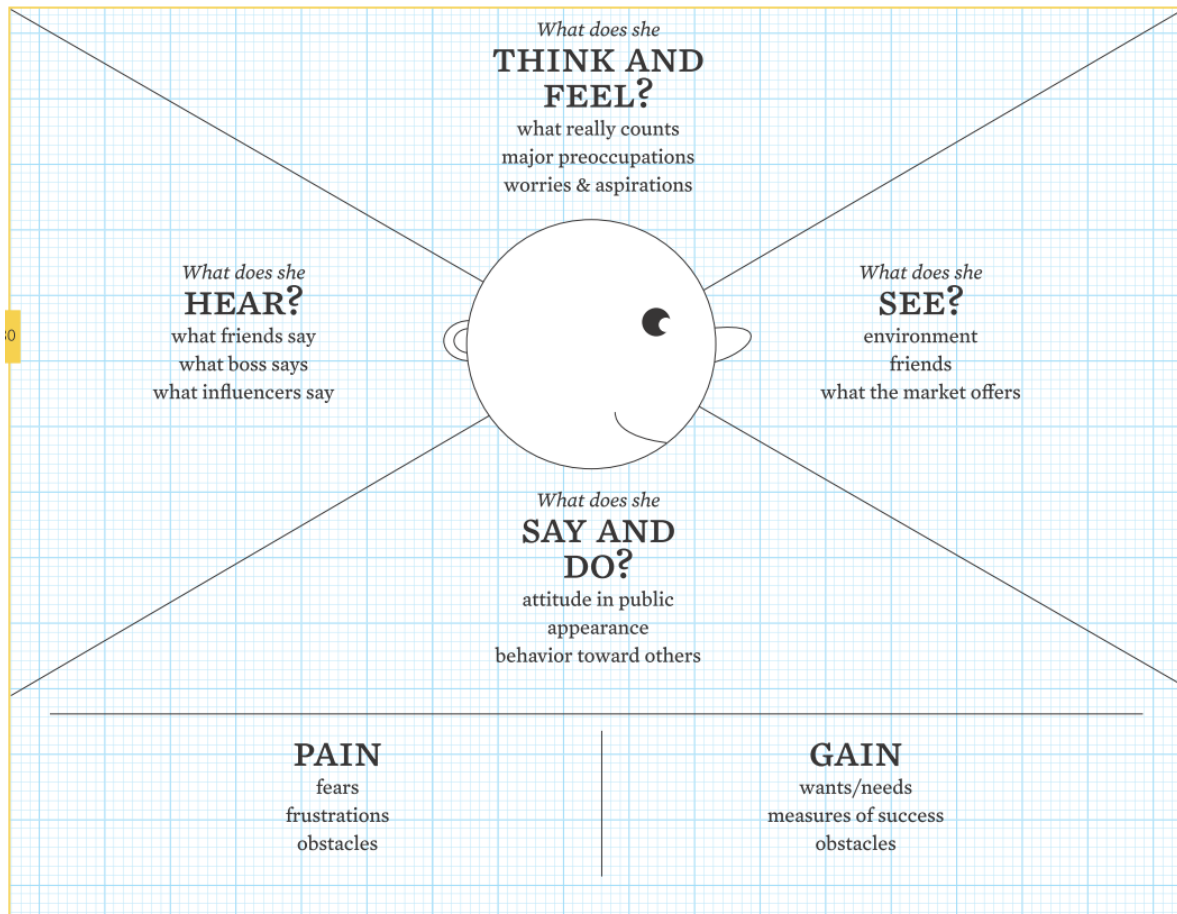 What does she
THINK AND
FEEL?
what really counts
major preoccupations
worries & aspirations
What does she
HEAR?
what friends say
what boss says
what influencers say
What does she
SEE?
environment
friends
what the market offers
What does she
SAY AND
DO?
attitude in public
appearance
behavior toward others
PAIN
fears
frustrations
obstacles
GAIN
wants/needs
measures of success
obstacles